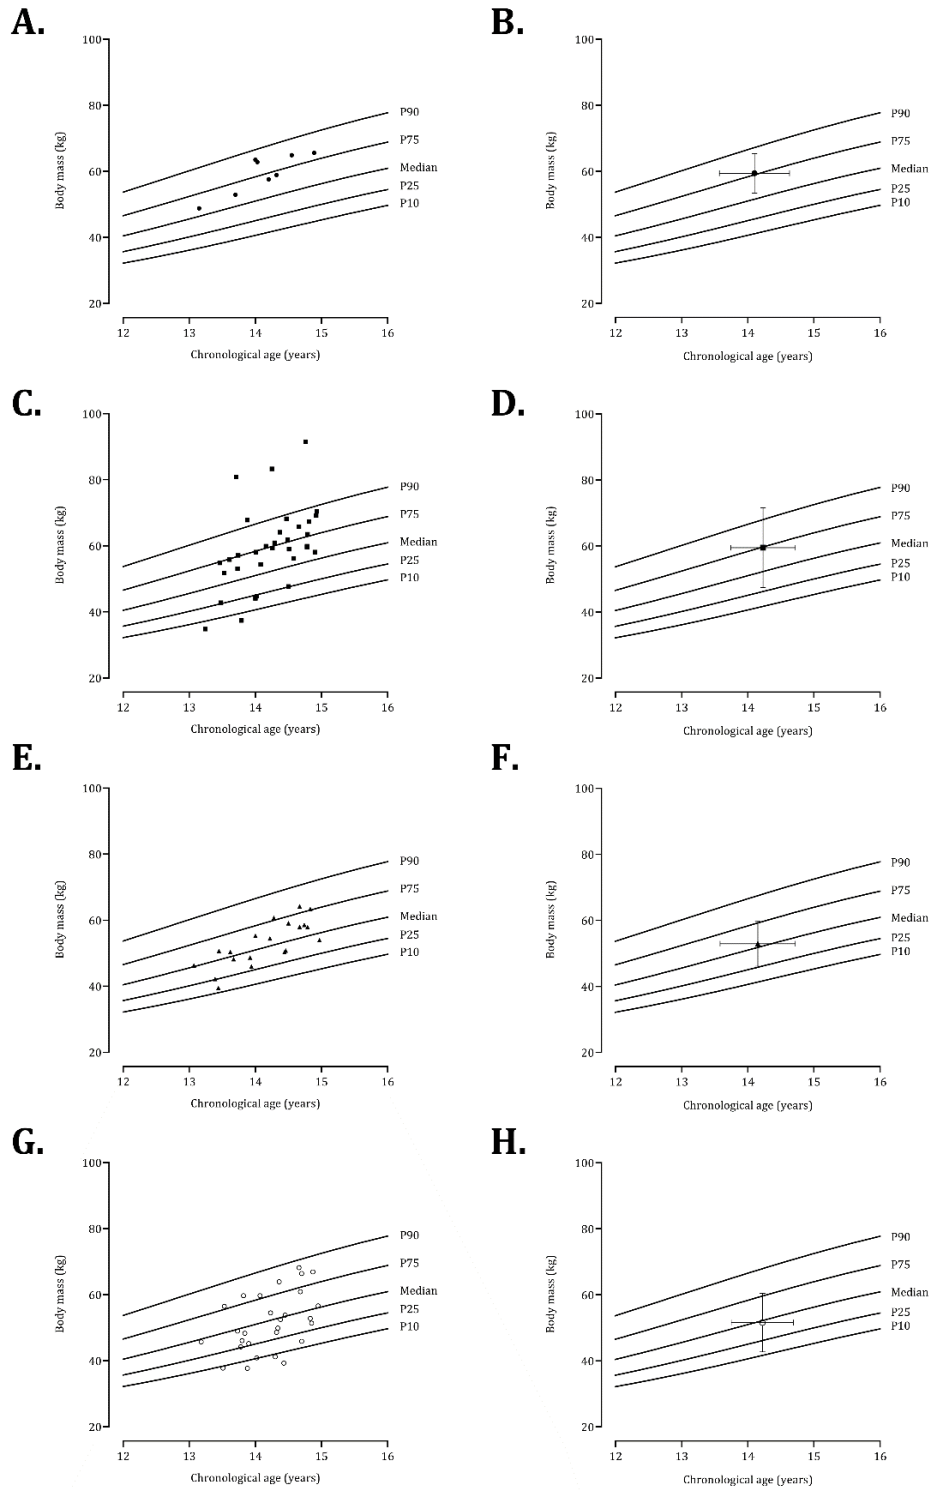 A.
B.
100
80
60
40
20
Body mass (kg)
P90
P75
Median
P25
P10
12 13 14 15 16
Chronological age (years)
100
80
60
40
20
Body mass (kg)
P90
P75
Median
P25
P10
12 13 14 15 16
Chronological age (years)
C.
D.
100
80
60
40
20
Body mass (kg)
P90
P75
Median
P25
P10
12 13 14 15 16
Chronological age (years)
100
80
60
40
20
Body mass (kg)
P90
P75
Median
P25
P10
12 13 14 15 16
Chronological age (years)
E.
F.
100
80
60
40
20
Body mass (kg)
P90
P75
Median
P25
P10
12 13 14 15 16
Chronological age (years)
100
80
60
40
20
Body mass (kg)
P90
P75
Median
P25
P10
12 13 14 15 16
Chronological age (years)
G.
H.
100
80
60
40
20
Body mass (kg)
P90
P75
Median
P25
P10
12 13 14 15 16
Chronological age (years)
100
80
60
40
20
Body mass (kg)
P90
P75
Median
P25
P10
12 13 14 15 16
Chronological age (years)